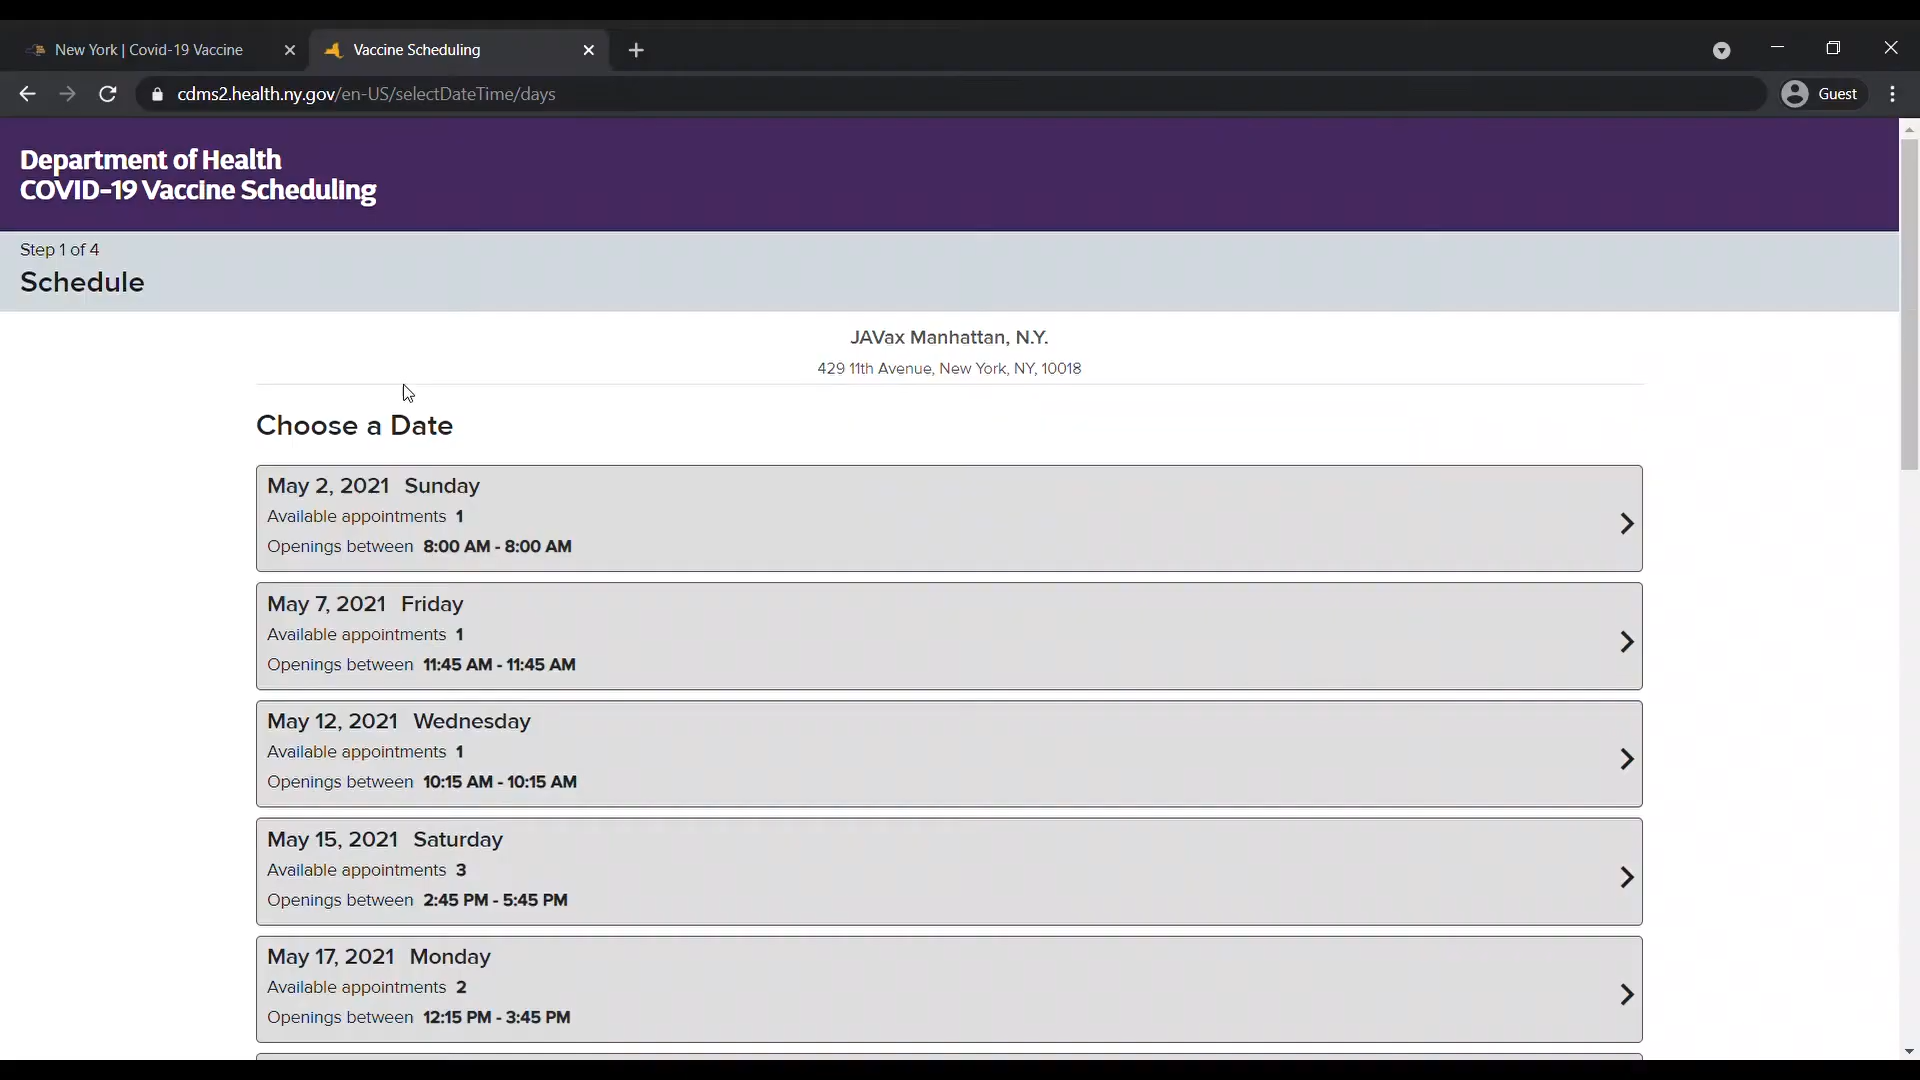 New York | Covid-19 Vaccine
Vaccine Scheduling
cdms2.health.ny.gov/en-US/selectDateTime/days
Guest
Department of Health
COVID-19 Vaccine Scheduling
Step 1 of 4
Schedule
JAVax Manhattan, N.Y.
429 11th Avenue, New York, NY, 10018
Choose a Date
May 2, 2021 Sunday
Available appointments 1
Openings between 8:00 AM - 8:00 AM
May 7, 2021 Friday
Available appointments 1
Openings between 11:45 AM - 11:45 AM
May 12, 2021 Wednesday
Available appointments 1
Openings between 10:15 AM - 10:15 AM
May 15, 2021 Saturday
Available appointments 3
Openings between 2:45 PM - 5:45 PM
May 17, 2021 Monday
Available appointments 2
Openings between 12:15 PM - 3:45 PM